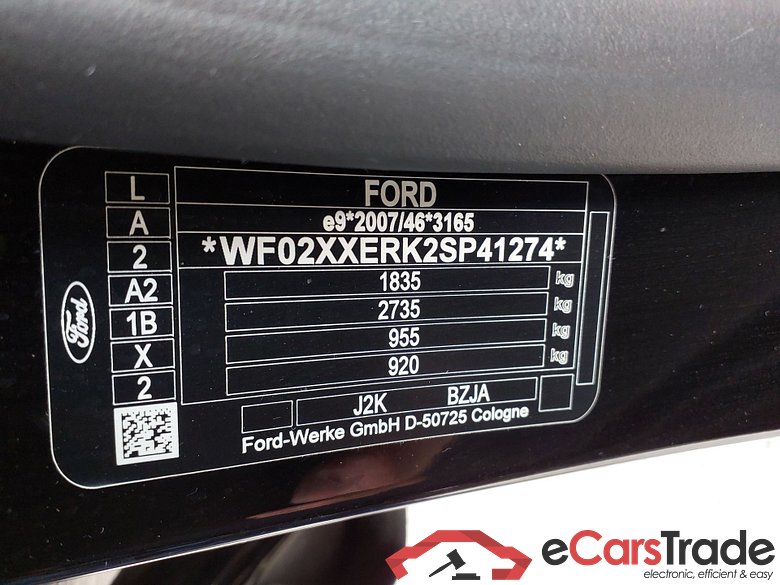 L
A
2
A2
1B
X
2
Ford
FORD
e9*2007/46*3165
*WF02XXERK2SP41274*
1835 kg
2735 kg
955 kg
920 kg
J2K BZJA
Ford-Werke GmbH D-50725 Cologne
eCarsTrade
electronic, efficient & easy